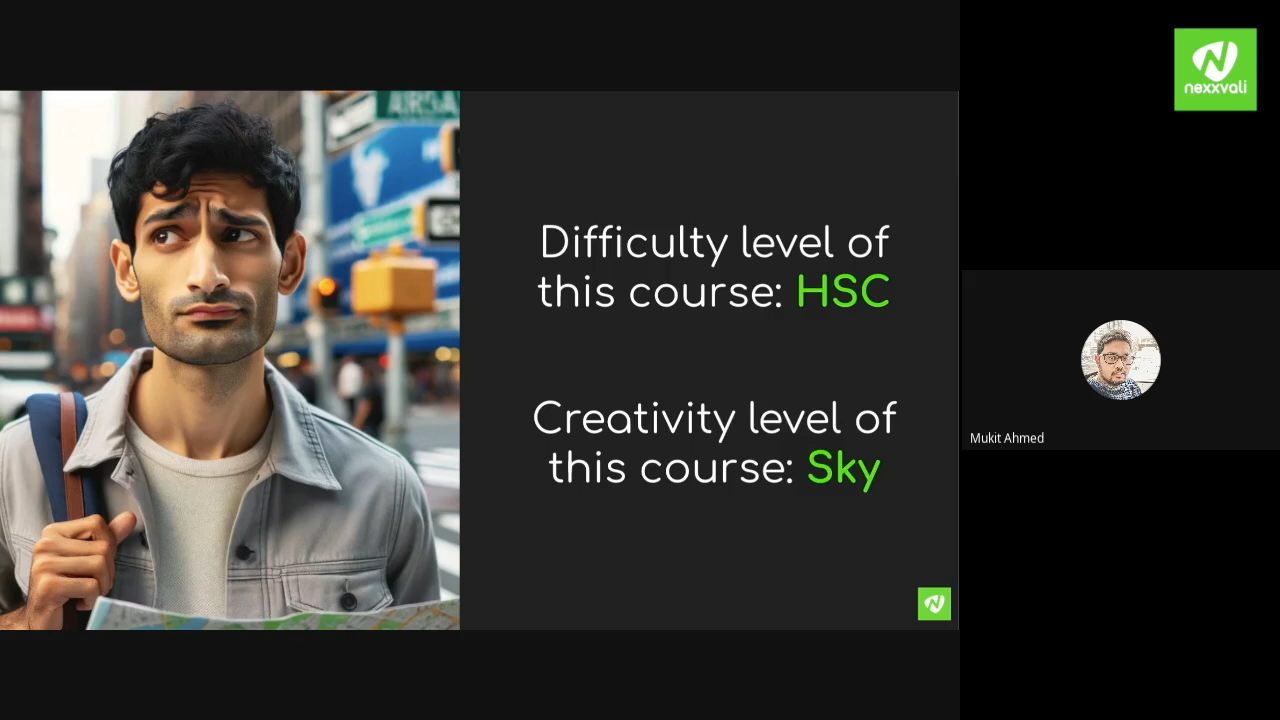 Difficulty level of
this course: HSC
Creativity level of
this course: Sky
nexxvali
Mukit Ahmed